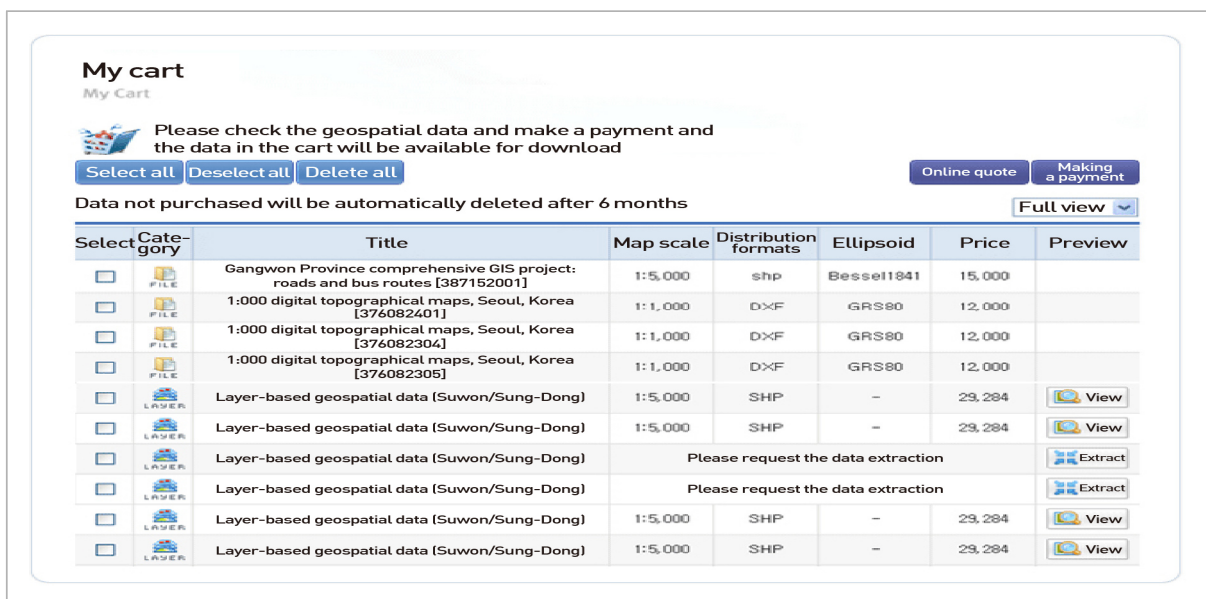 My cart
My Cart
Please check the geospatial data and make a payment and
the data in the cart will be available for download
Select all Deselect all Delete all Online quote Making a payment
Data not purchased will be automatically deleted after 6 months Full view
Select Cate-gory Title Map scale Distribution formats Ellipsoid Price Preview
FILE Gangwon Province comprehensive GIS project:
roads and bus routes [387152001] 1:5,000 shp Bessel1841 15,000
FILE 1:000 digital topographical maps, Seoul, Korea
[376082401] 1:1,000 DXF GRS80 12,000
FILE 1:000 digital topographical maps, Seoul, Korea
[376082304] 1:1,000 DXF GRS80 12,000
FILE 1:000 digital topographical maps, Seoul, Korea
[376082305] 1:1,000 DXF GRS80 12,000
LAYER Layer-based geospatial data (Suwon/Sung-Dong) 1:5,000 SHP - 29,284 View
LAYER Layer-based geospatial data (Suwon/Sung-Dong) 1:5,000 SHP - 29,284 View
LAYER Layer-based geospatial data (Suwon/Sung-Dong) Please request the data extraction Extract
LAYER Layer-based geospatial data (Suwon/Sung-Dong) Please request the data extraction Extract
LAYER Layer-based geospatial data (Suwon/Sung-Dong) 1:5,000 SHP - 29,284 View
LAYER Layer-based geospatial data (Suwon/Sung-Dong) 1:5,000 SHP - 29,284 View